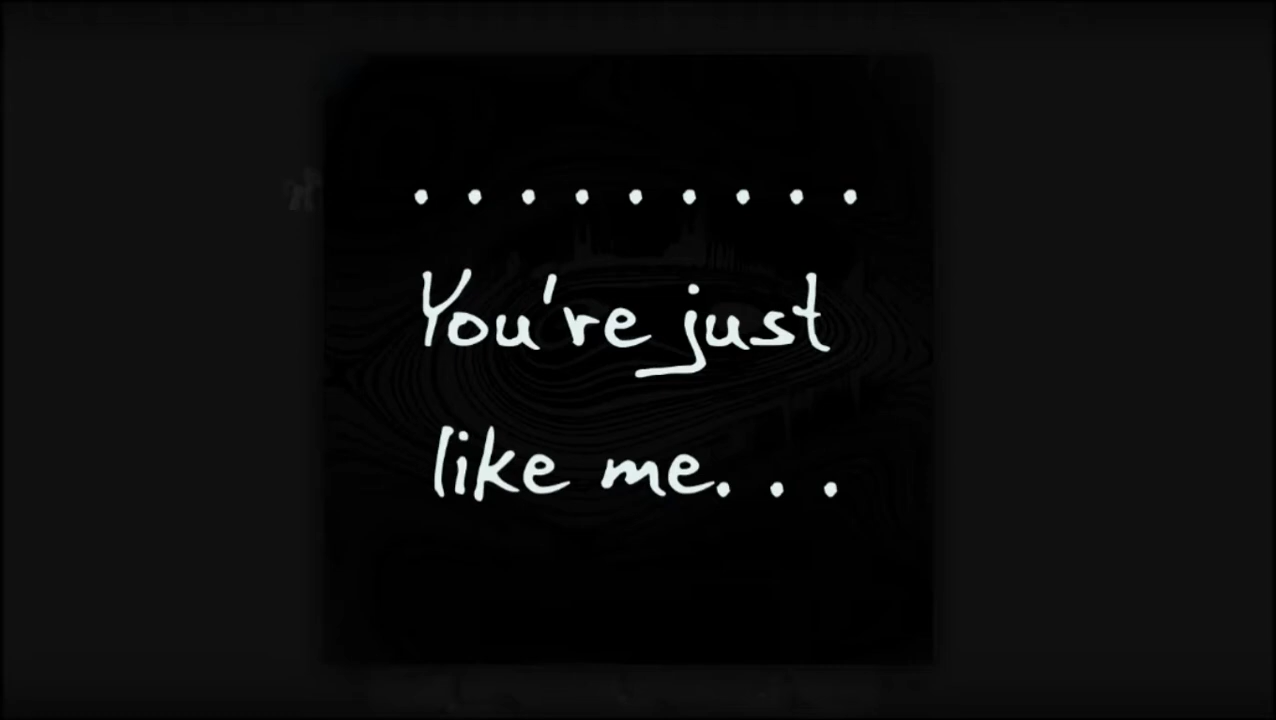 . . . . . . . . .
You're just
like me. . .